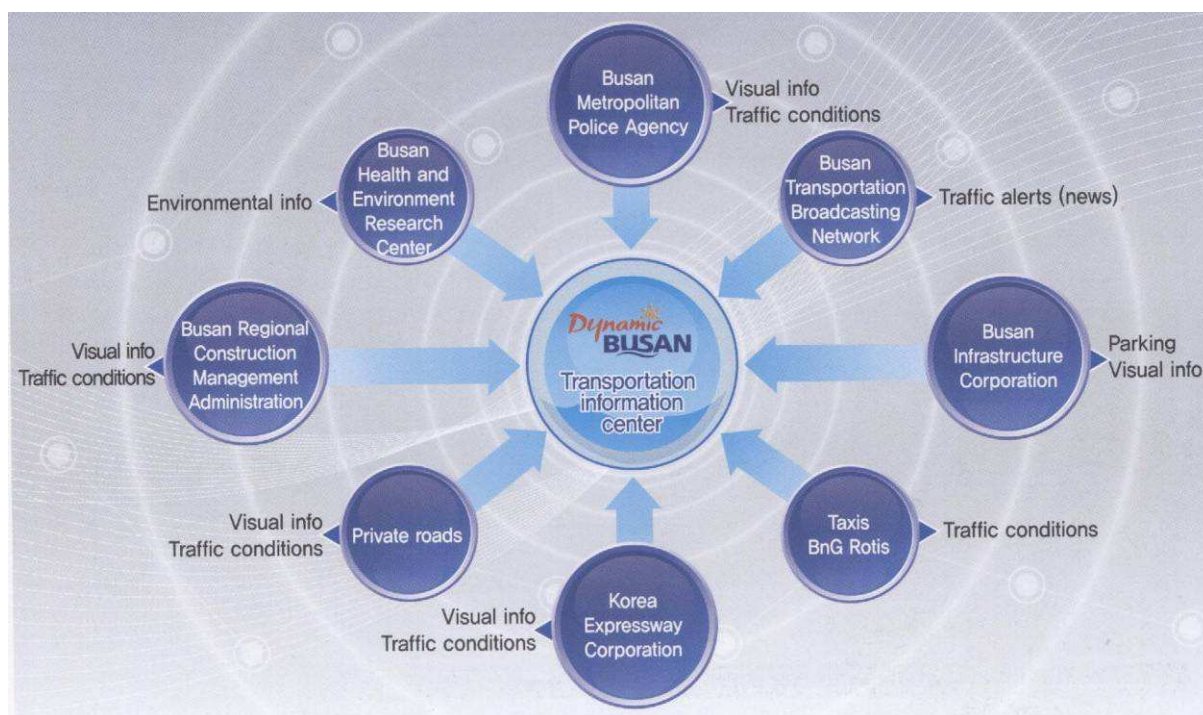 Busan
Metropolitan
Police Agency
Visual info
Traffic conditions
Busan
Transportation
Broadcasting
Network
Traffic alerts (news)
Busan
Infrastructure
Corporation
Parking
Visual info
Taxis
BnG Rotis
Traffic conditions
Korea
Expressway
Corporation
Visual info
Traffic conditions
Private roads
Visual info
Traffic conditions
Busan Regional
Construction
Management
Administration
Visual info
Traffic conditions
Busan
Health and
Environment
Research
Center
Environmental info
Dynamic
BUSAN
Transportation
information
center